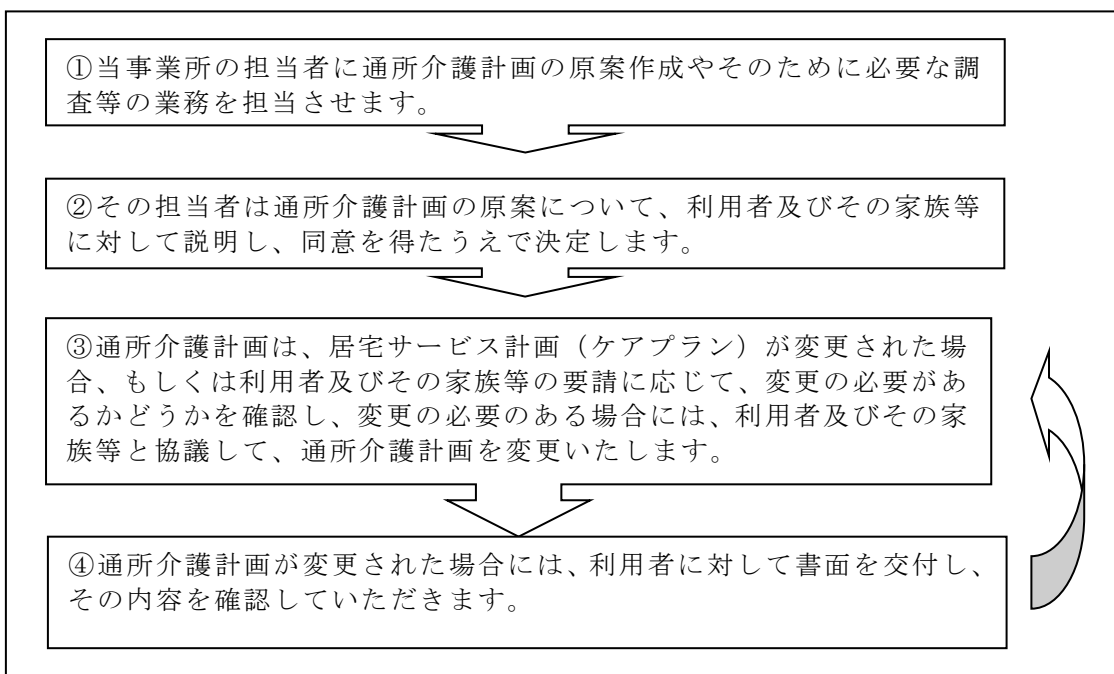 ①当事業所の担当者に通所介護計画の原案作成やそのために必要な調
査等の業務を担当させます。
②その担当者は通所介護計画の原案について、利用者及びその家族等
に対して説明し、同意を得たうえで決定します。
③通所介護計画は、居宅サービス計画（ケアプラン）が変更された場
合、もしくは利用者及びその家族等の要請に応じて、変更の必要があ
るかどうかを確認し、変更の必要のある場合には、利用者及びその家
族等と協議して、通所介護計画を変更いたします。
④通所介護計画が変更された場合には、利用者に対して書面を交付し、
その内容を確認していただきます。